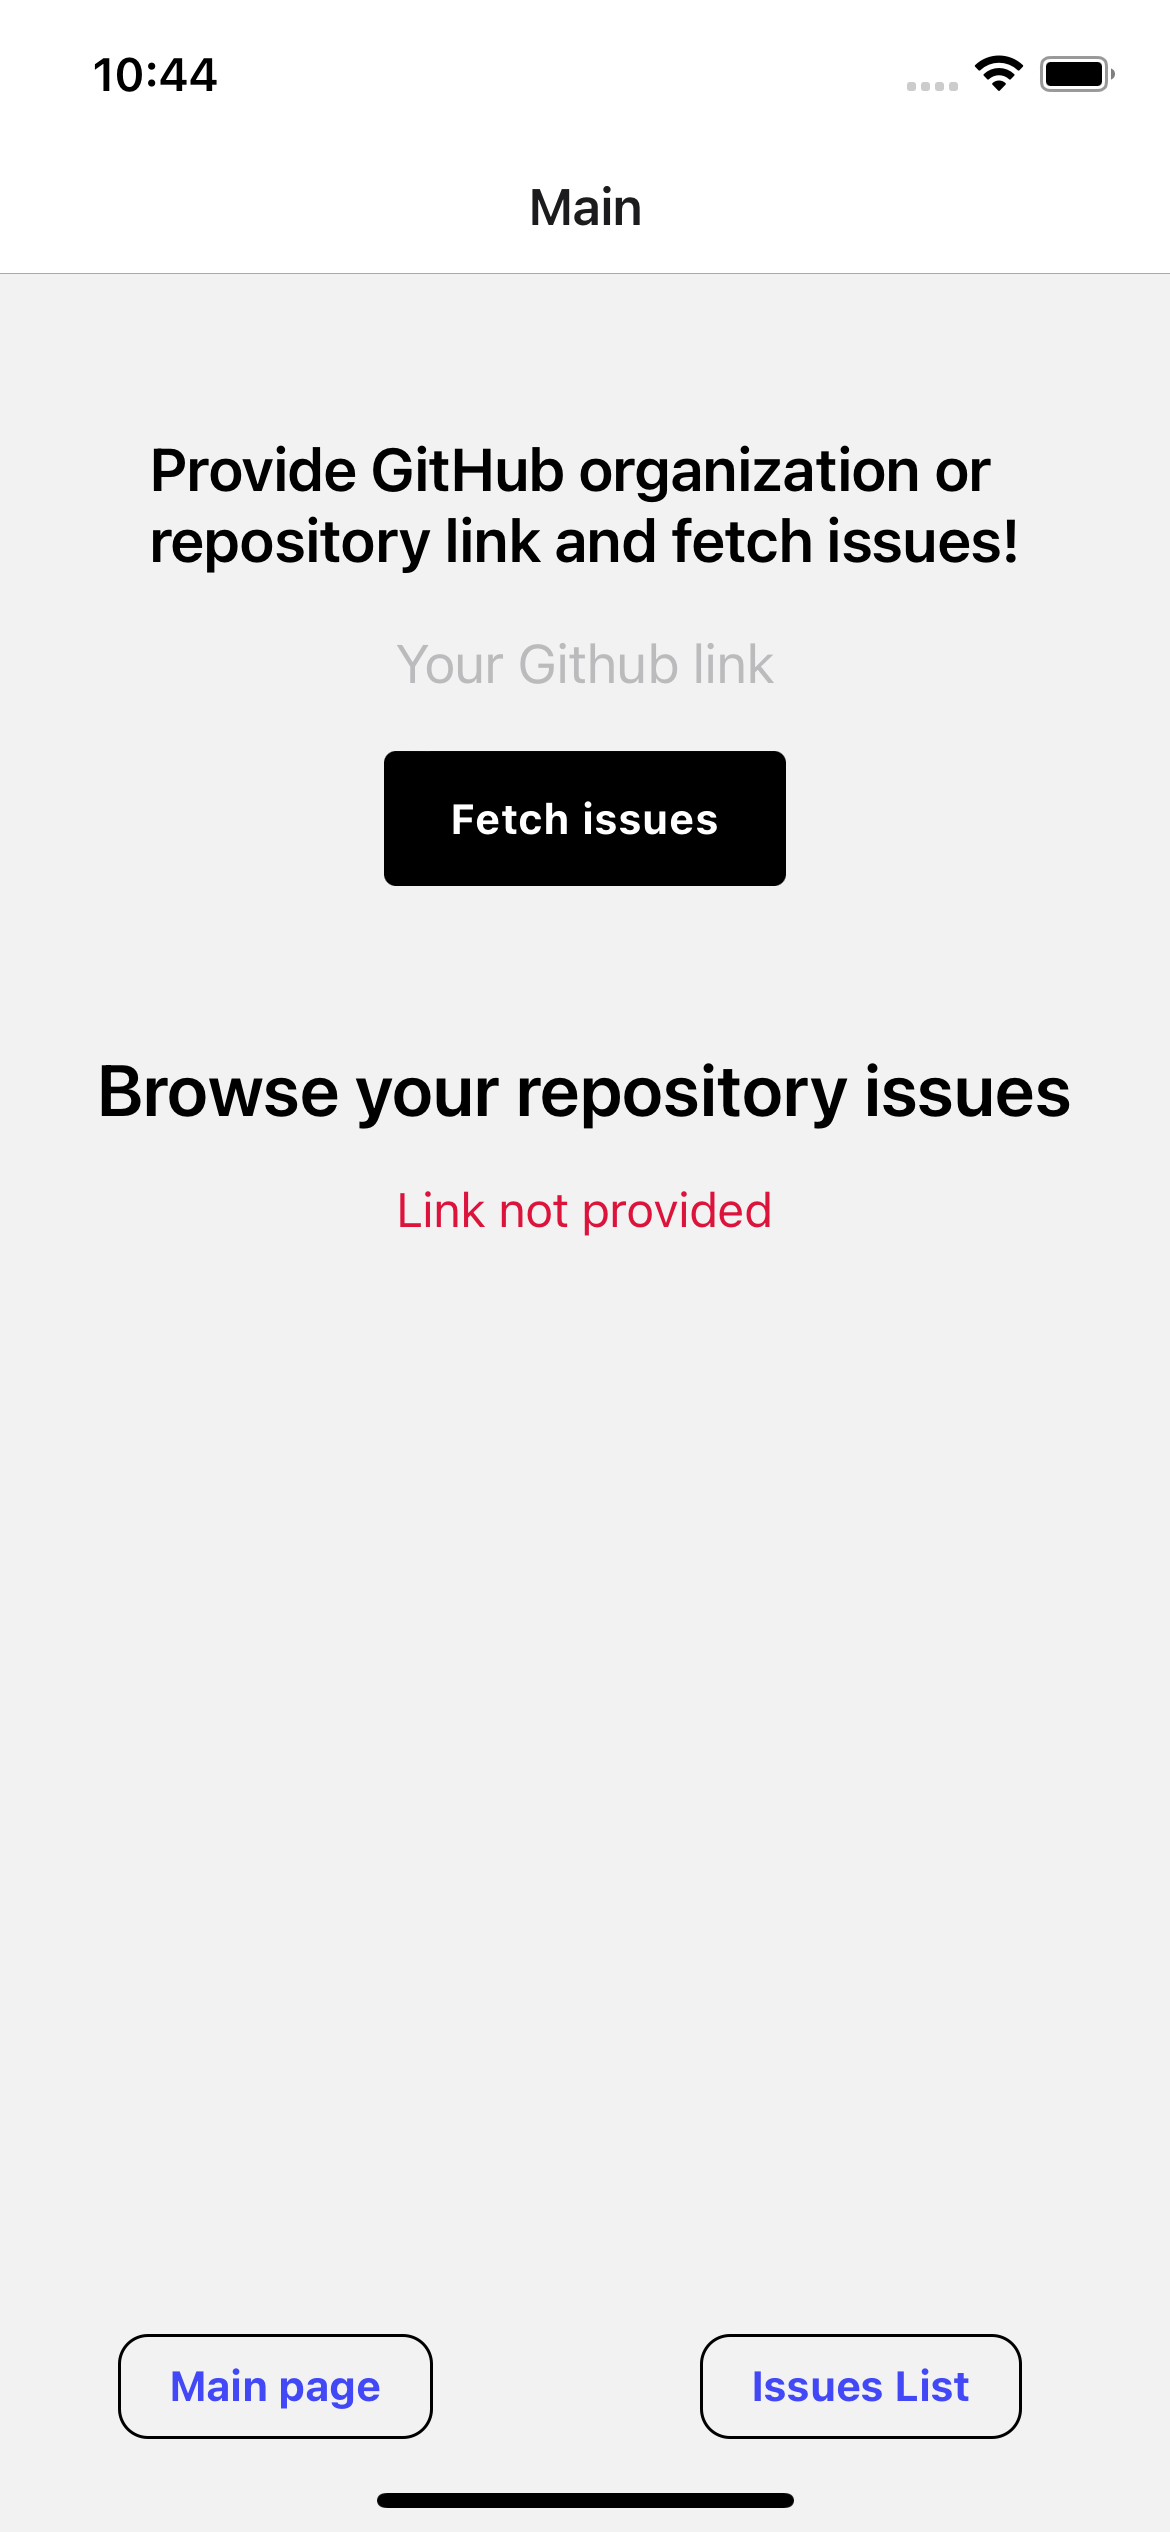 10:44
Main
Provide GitHub organization or
repository link and fetch issues!
Your Github link
Fetch issues
Browse your repository issues
Link not provided
Main page
Issues List